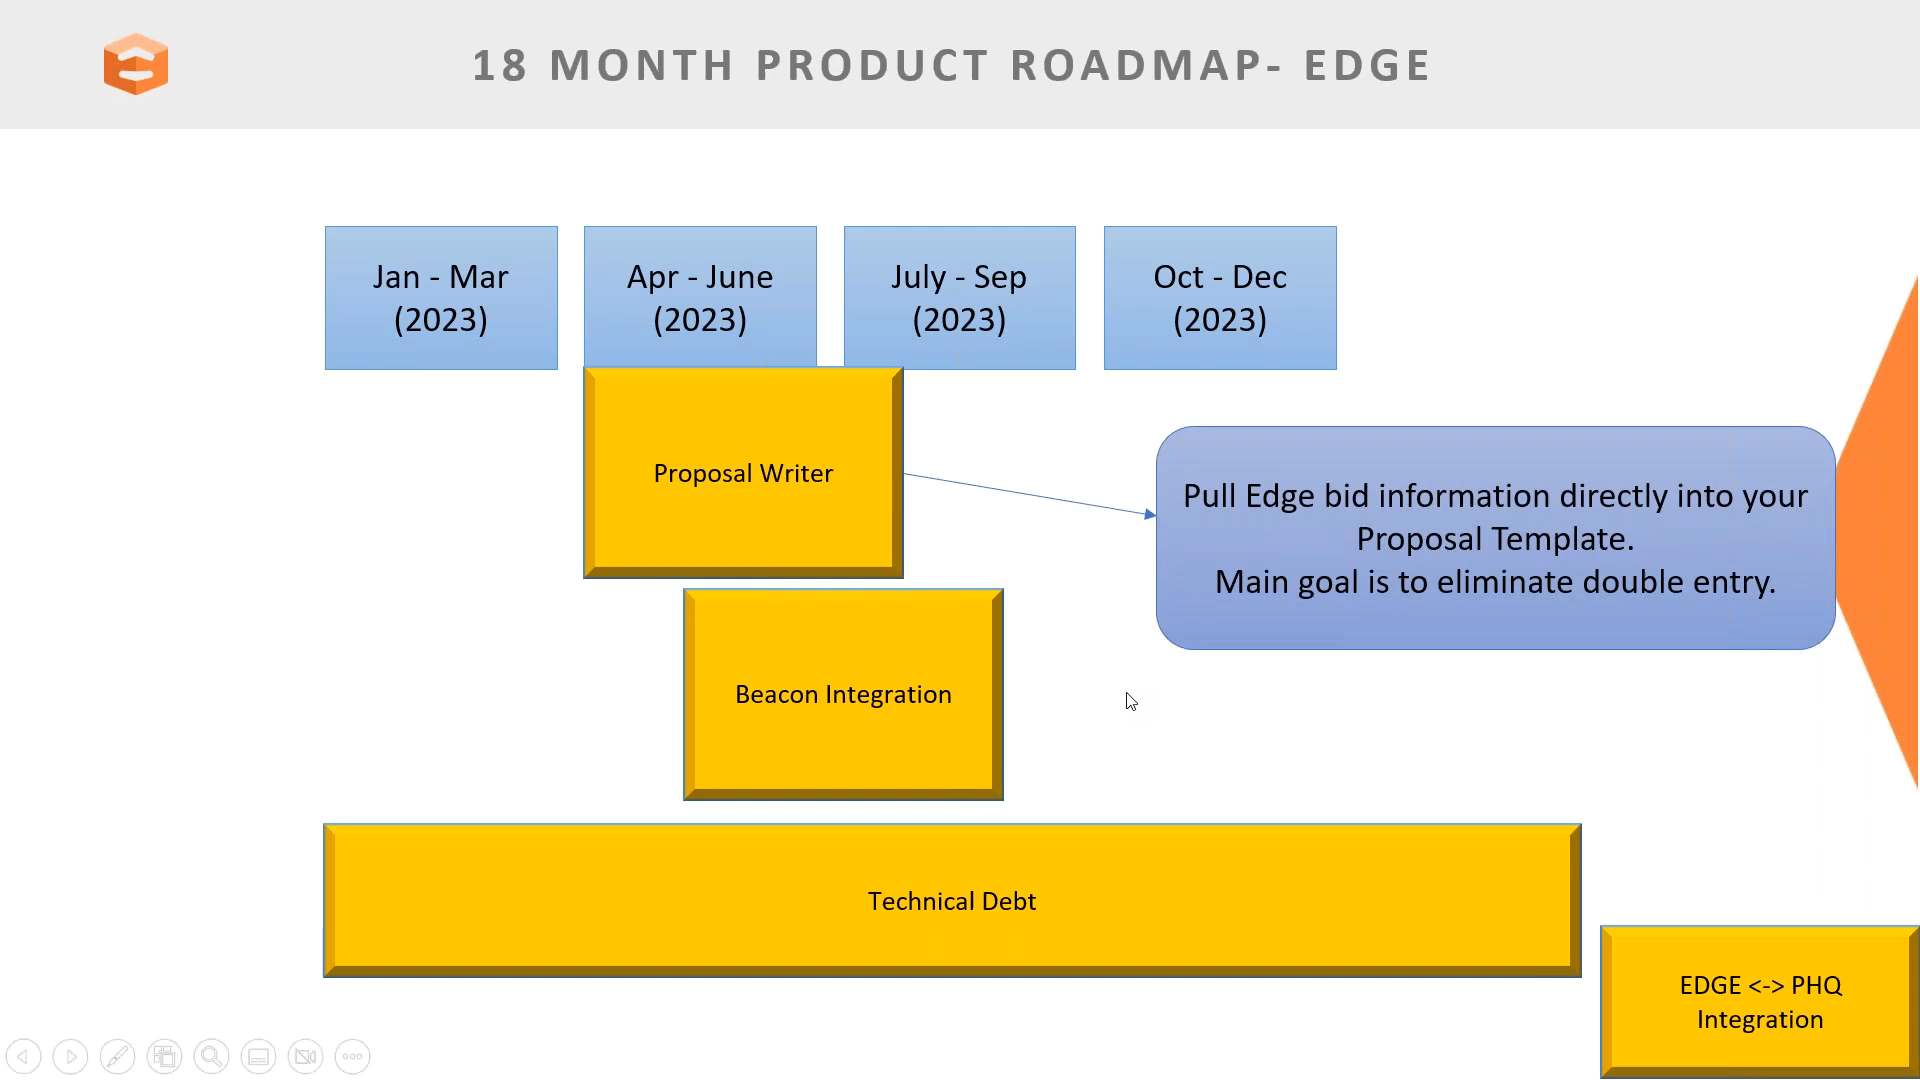 18 MONTH PRODUCT ROADMAP- EDGE
Jan - Mar
(2023)
Apr - June
(2023)
July - Sep
(2023)
Oct - Dec
(2023)
Proposal Writer
Pull Edge bid information directly into your
Proposal Template.
Main goal is to eliminate double entry.
Beacon Integration
Technical Debt
EDGE <-> PHQ
Integration